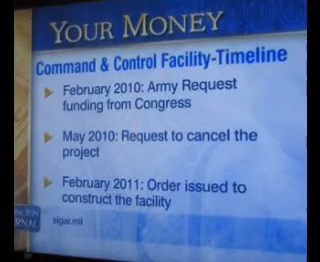 YOUR MONEY
Command & Control Facility-Timeline
February 2010: Army Request
funding from Congress
May 2010: Request to cancel the
project
February 2011: Order issued to
construct the facility
sigar.mil